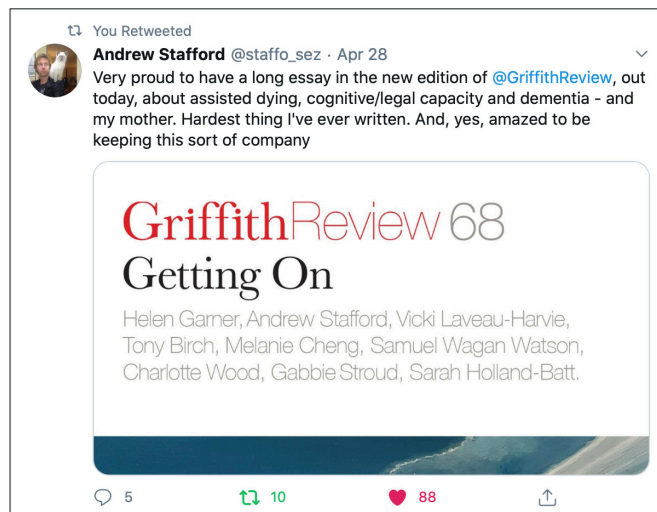 You Retweeted
Andrew Stafford @staffo_sez · Apr 28
Very proud to have a long essay in the new edition of @GriffithReview, out
today, about assisted dying, cognitive/legal capacity and dementia - and
my mother. Hardest thing I've ever written. And, yes, amazed to be
keeping this sort of company
GriffithReview 68
Getting On
Helen Garner, Andrew Stafford, Vicki Laveau-Harvie,
Tony Birch, Melanie Cheng, Samuel Wagan Watson,
Charlotte Wood, Gabbie Stroud, Sarah Holland-Batt.
5 10 88